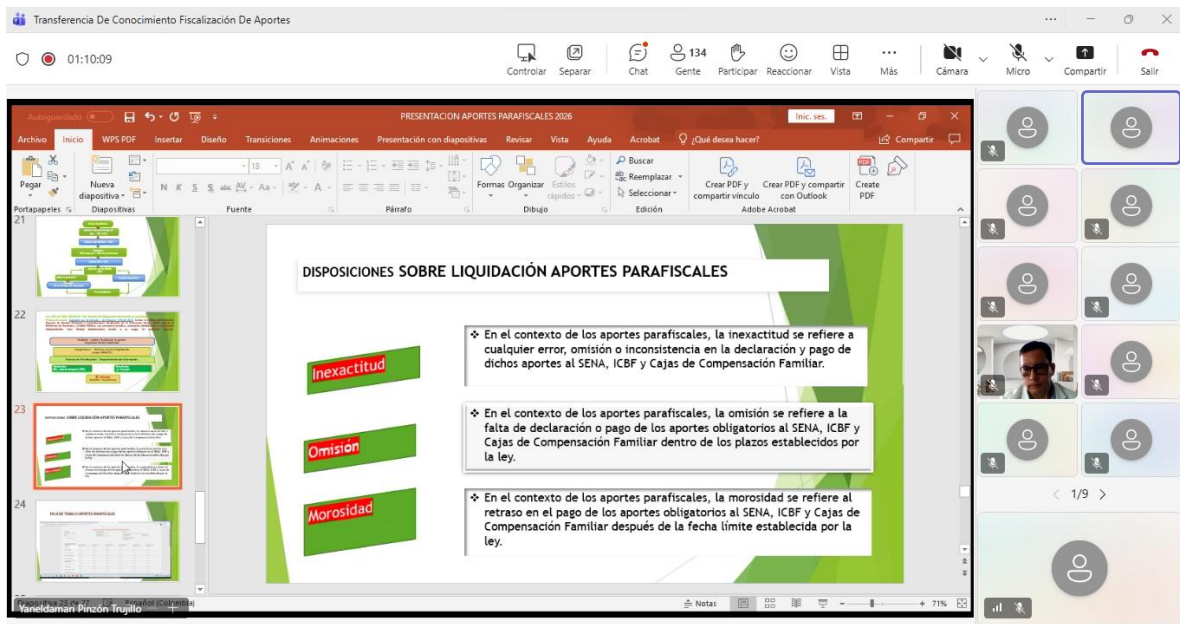 Transferencia De Conocimiento Fiscalización De Aportes
01:10:09
Controlar Separar Chat 134 Gente Participar Reaccionar Vista Más Cámara Micro Compartir Salir
Autoguardado PRESENTACION APORTES PARAFISCALES 2026 Inic. ses.
Archivo Inicio WPS PDF Insertar Diseño Transiciones Animaciones Presentación con diapositivas Revisar Vista Ayuda Acrobat ¿Qué desea hacer? Compartir
Pegar Nueva diapositiva 18 Formas Organizar Estilos rápidos Buscar Reemplazar Seleccionar Crear PDF y compartir vínculo Crear PDF y compartir con Outlook Create PDF
Portapapeles Diapositivas Fuente Párrafo Dibujo Edición Adobe Acrobat
21
22
23
24
DISPOSICIONES SOBRE LIQUIDACIÓN APORTES PARAFISCALES
Inexactitud
❖ En el contexto de los aportes parafiscales, la inexactitud se refiere a
cualquier error, omisión o inconsistencia en la declaración y pago de
dichos aportes al SENA, ICBF y Cajas de Compensación Familiar.
Omisión
❖ En el contexto de los aportes parafiscales, la omisión se refiere a la
falta de declaración o pago de los aportes obligatorios al SENA, ICBF y
Cajas de Compensación Familiar dentro de los plazos establecidos por
la ley.
Morosidad
❖ En el contexto de los aportes parafiscales, la morosidad se refiere al
retraso en el pago de los aportes obligatorios al SENA, ICBF y Cajas de
Compensación Familiar después de la fecha límite establecida por la
ley.
1/9
Yaneldamari Pinzón Trujillo
Notas 71%